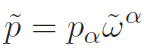 p̃ = p_α ω̃^α